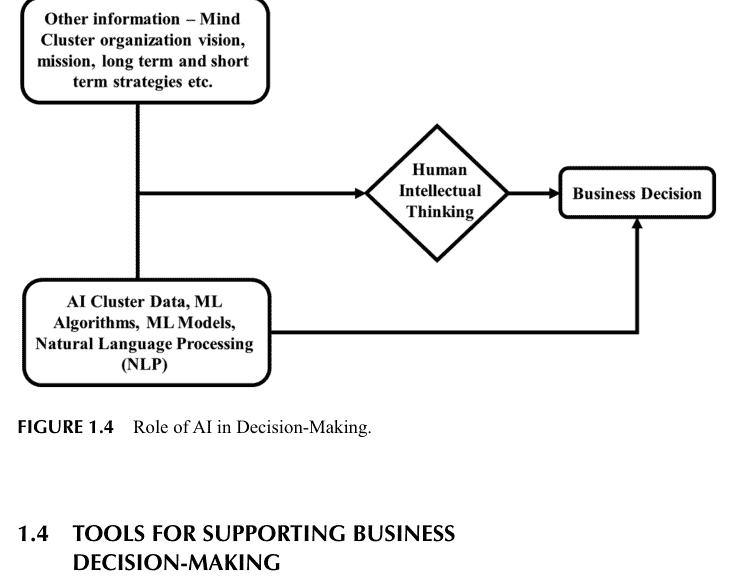 Other information – Mind
Cluster organization vision,
mission, long term and short
term strategies etc.
Human
Intellectual
Thinking
Business Decision
AI Cluster Data, ML
Algorithms, ML Models,
Natural Language Processing
(NLP)
FIGURE 1.4 Role of AI in Decision-Making.
1.4 TOOLS FOR SUPPORTING BUSINESS
DECISION-MAKING